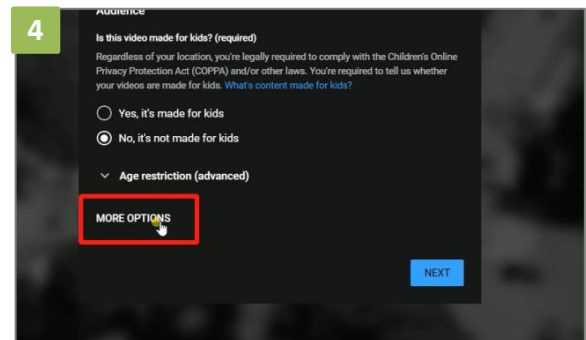 4
Audience
Is this video made for kids? (required)
Regardless of your location, you're legally required to comply with the Children's Online
Privacy Protection Act (COPPA) and/or other laws. You're required to tell us whether
your videos are made for kids. What's content made for kids?
Yes, it's made for kids
No, it's not made for kids
Age restriction (advanced)
MORE OPTIONS
NEXT